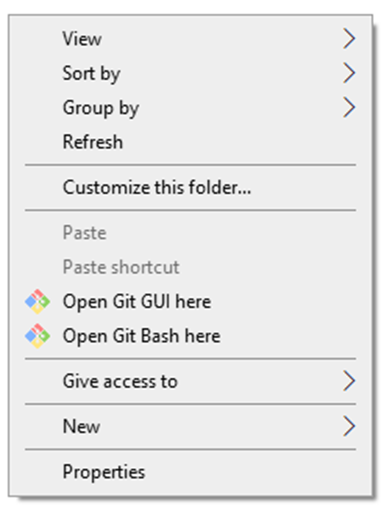 View
Sort by
Group by
Refresh
Customize this folder...
Paste
Paste shortcut
Open Git GUI here
Open Git Bash here
Give access to
New
Properties